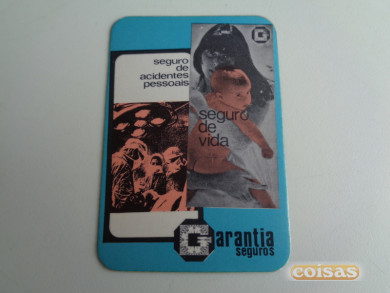 seguro
de
acidentes
pessoais
seguro
de
vida
Garantia
seguros
coisas